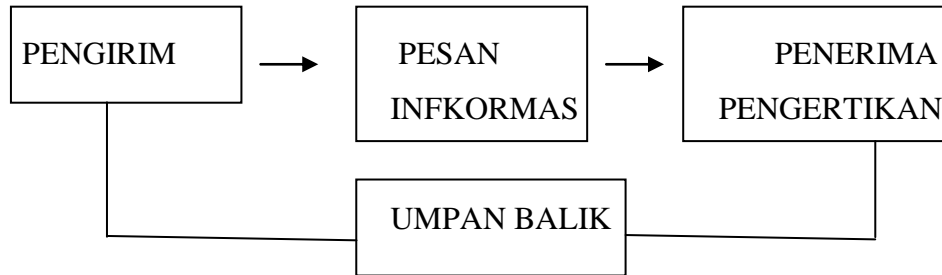 PENGIRIM
PESAN
INFKORMAS
PENERIMA
PENGERTIKAN
UMPAN BALIK